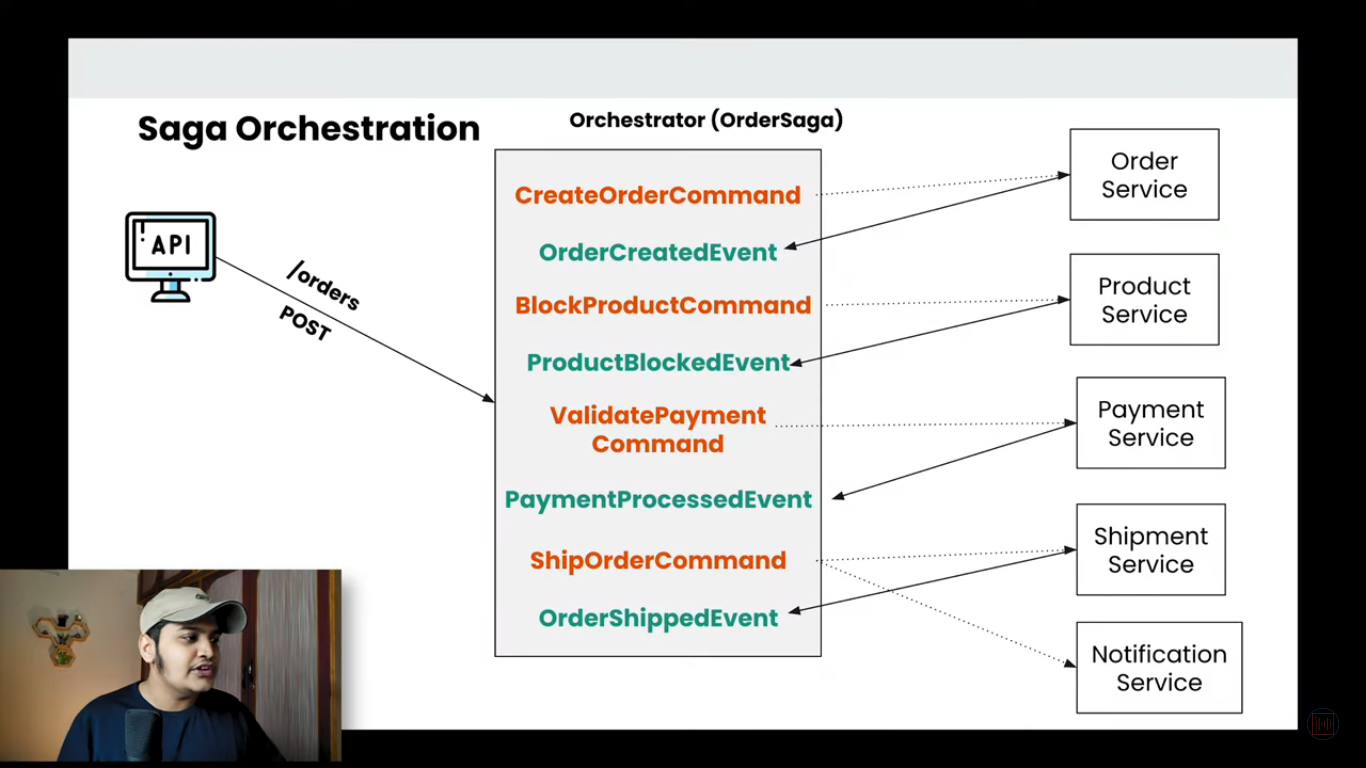 Saga Orchestration
Orchestrator (OrderSaga)
API
/orders
POST
CreateOrderCommand
OrderCreatedEvent
BlockProductCommand
ProductBlockedEvent
ValidatePayment
Command
PaymentProcessedEvent
ShipOrderCommand
OrderShippedEvent
Order
Service
Product
Service
Payment
Service
Shipment
Service
Notification
Service